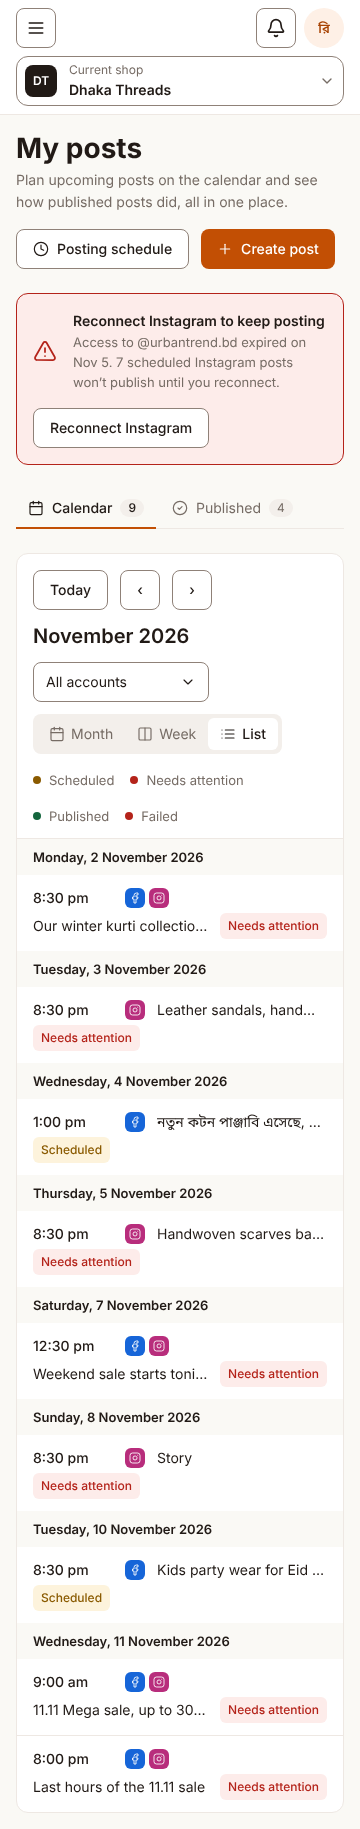 রি
DT
Current shop
Dhaka Threads
My posts
Plan upcoming posts on the calendar and see
how published posts did, all in one place.
Posting schedule
+ Create post
Reconnect Instagram to keep posting
Access to @urbantrend.bd expired on
Nov 5. 7 scheduled Instagram posts
won't publish until you reconnect.
Reconnect Instagram
Calendar 9
Published 4
Today ‹ ›
November 2026
All accounts
Month Week List
Scheduled Needs attention
Published Failed
Monday, 2 November 2026
8:30 pm
Our winter kurti collectio... Needs attention
Tuesday, 3 November 2026
8:30 pm Leather sandals, hand...
Needs attention
Wednesday, 4 November 2026
1:00 pm নতুন কটন পাঞ্জাবি এসেছে, ...
Scheduled
Thursday, 5 November 2026
8:30 pm Handwoven scarves ba...
Needs attention
Saturday, 7 November 2026
12:30 pm
Weekend sale starts toni... Needs attention
Sunday, 8 November 2026
8:30 pm Story
Needs attention
Tuesday, 10 November 2026
8:30 pm Kids party wear for Eid ...
Scheduled
Wednesday, 11 November 2026
9:00 am
11.11 Mega sale, up to 30... Needs attention
8:00 pm
Last hours of the 11.11 sale Needs attention